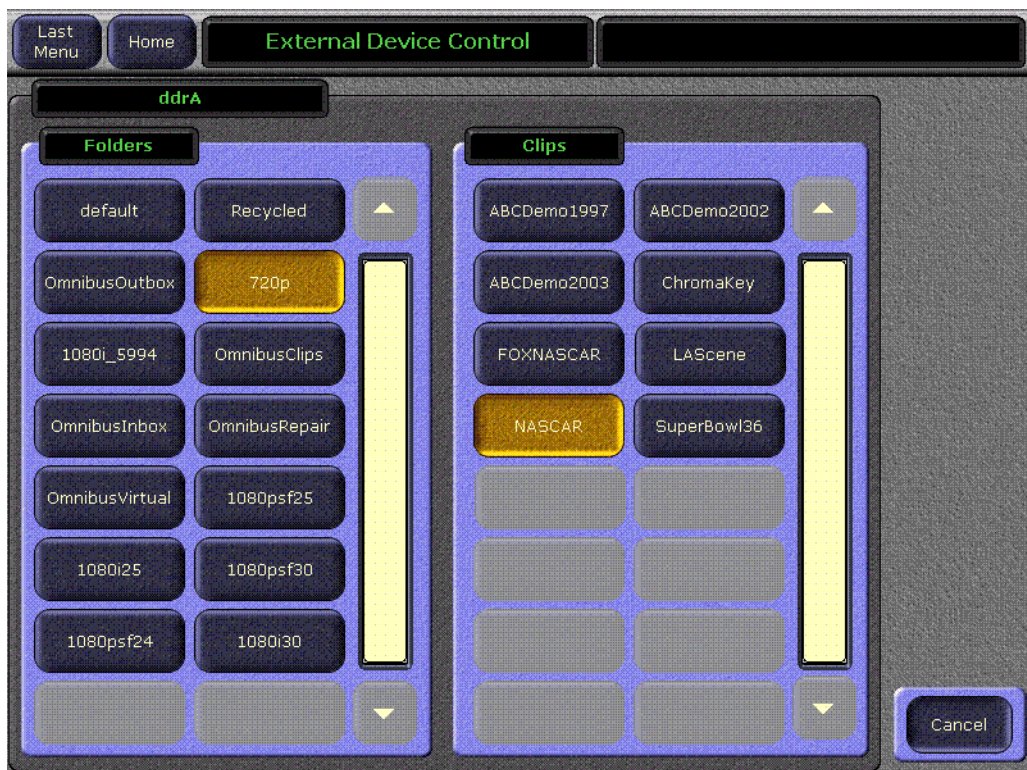 Last
Menu
Home
External Device Control
ddrA
Folders
default
Recycled
OmnibusOutbox
720p
1080i_5994
OmnibusClips
OmnibusInbox
OmnibusRepair
OmnibusVirtual
1080psf25
1080i25
1080psf30
1080psf24
1080i30
Clips
ABCDemo1997
ABCDemo2002
ABCDemo2003
ChromaKey
FOXNASCAR
LAScene
NASCAR
SuperBowl36
Cancel